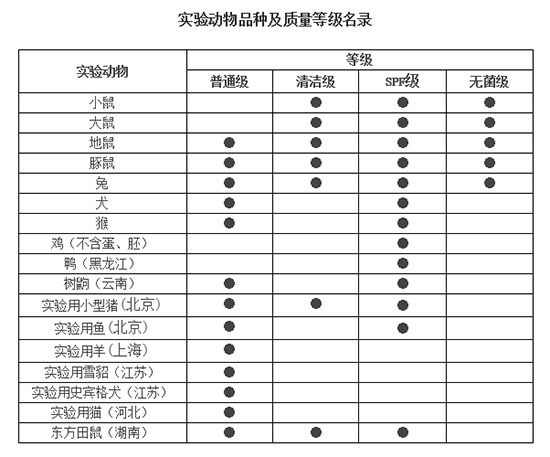 实验动物品种及质量等级名录
实验动物 等级
普通级 清洁级 SPF级 无菌级
小鼠 ● ● ●
大鼠 ● ● ●
地鼠 ● ● ● ●
豚鼠 ● ● ● ●
兔 ● ● ● ●
犬 ● ●
猴 ● ●
鸡（不含蛋、胚） ●
鸭（黑龙江） ●
树鼩（云南） ● ●
实验用小型猪(北京) ● ● ●
实验用鱼(北京) ● ●
实验用羊(上海) ●
实验用雪貂（江苏） ●
实验用史宾格犬（江苏） ●
实验用猫（河北） ●
东方田鼠（湖南） ● ● ●